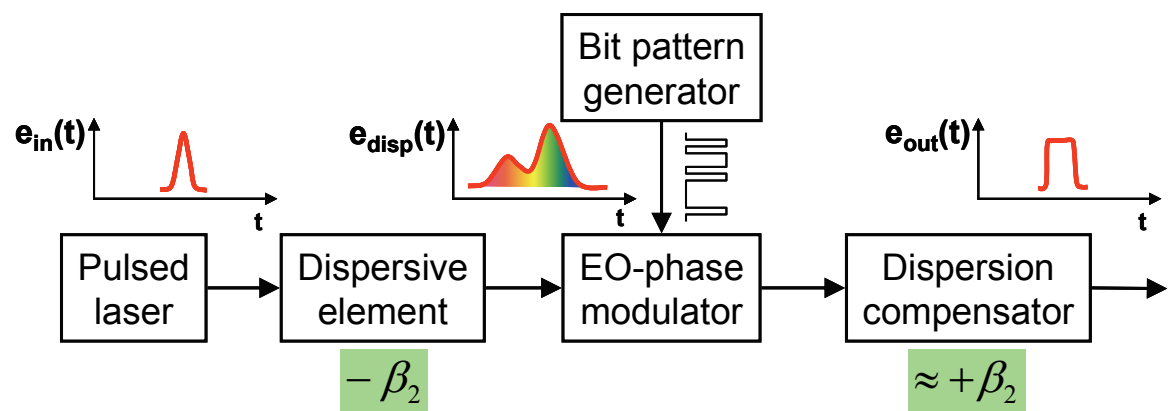 Bit pattern
generator
e_in(t)
e_disp(t)
e_out(t)
t
t
t
Pulsed
laser
Dispersive
element
EO-phase
modulator
Dispersion
compensator
− β₂
≈ +β₂